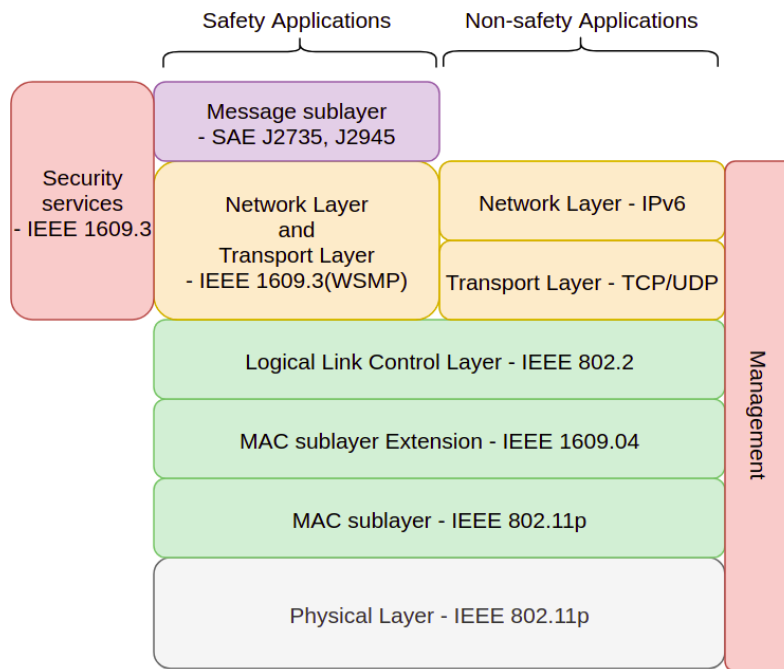 Safety Applications
Non-safety Applications
Message sublayer
- SAE J2735, J2945
Security
services
- IEEE 1609.3
Network Layer
and
Transport Layer
- IEEE 1609.3(WSMP)
Network Layer - IPv6
Transport Layer - TCP/UDP
Logical Link Control Layer - IEEE 802.2
MAC sublayer Extension - IEEE 1609.04
MAC sublayer - IEEE 802.11p
Physical Layer - IEEE 802.11p
Management